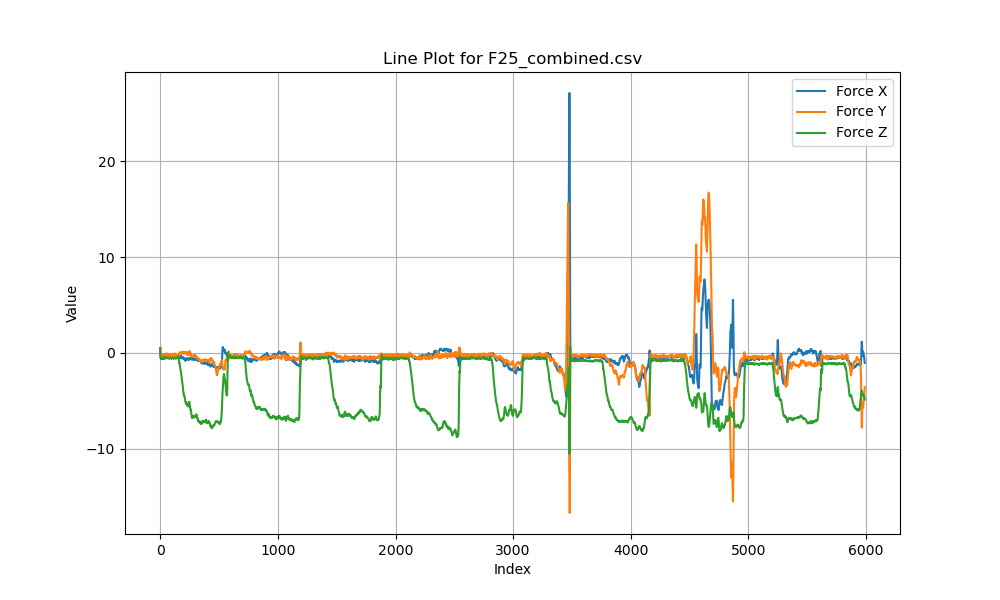 Line Plot for F25_combined.csv
Force X
Force Y
Force Z
Value
20
10
0
−10
0 1000 2000 3000 4000 5000 6000
Index